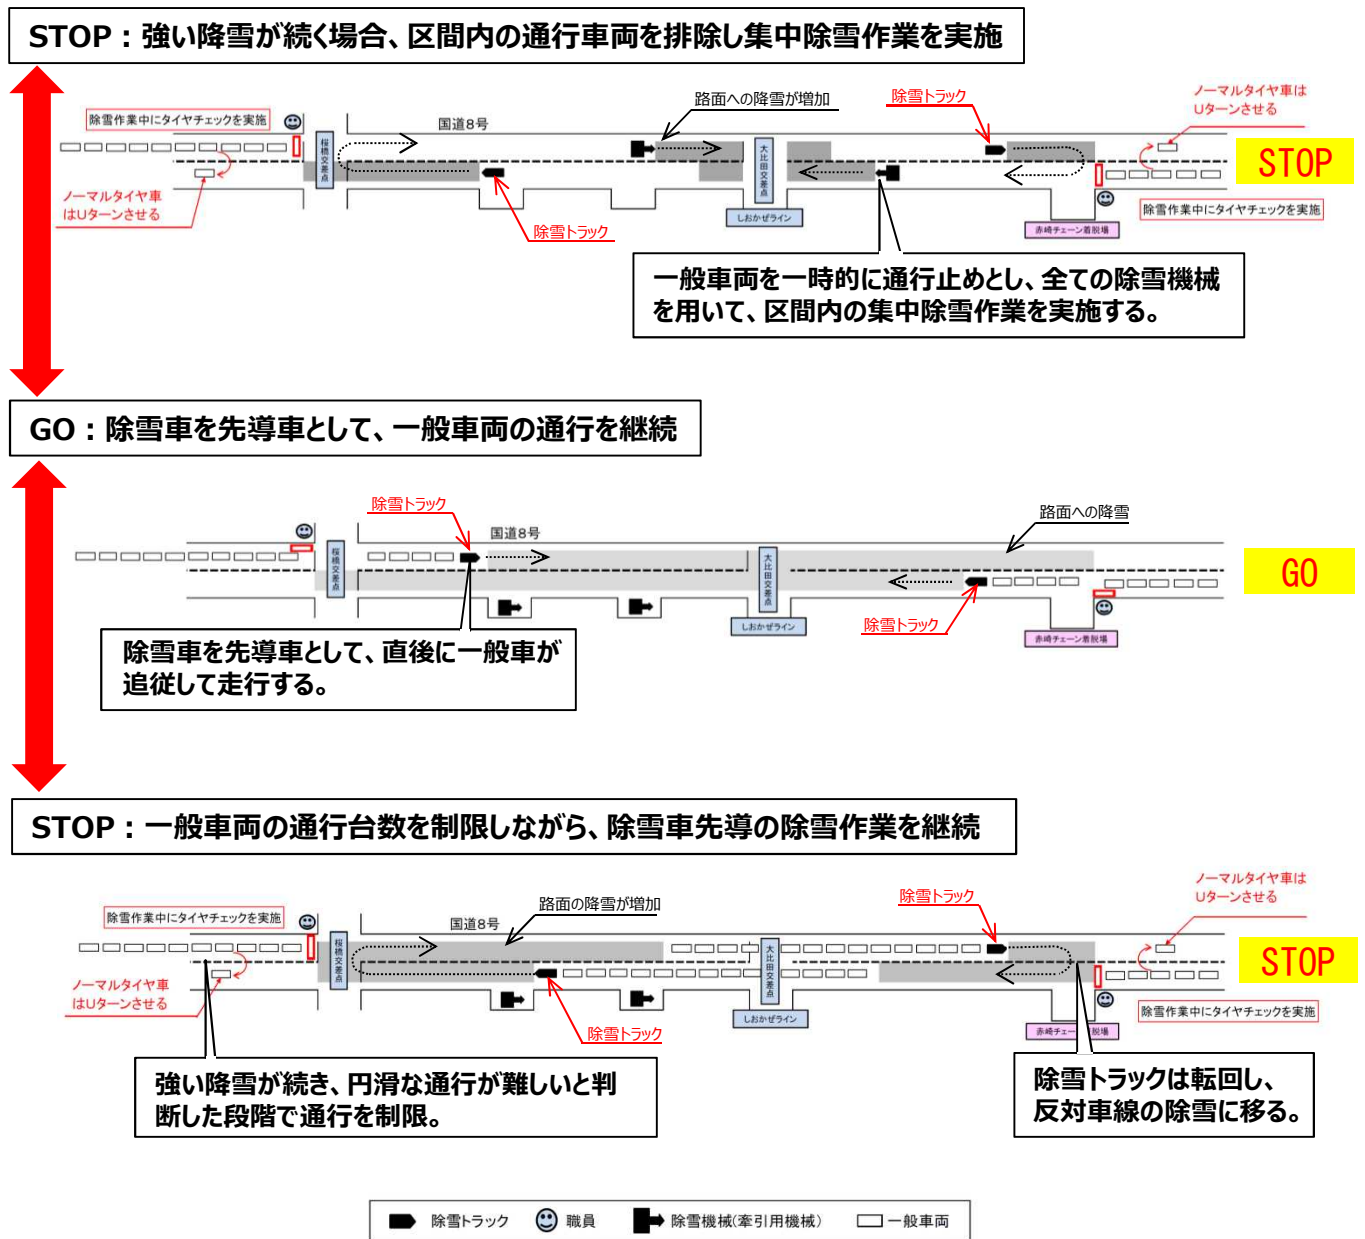 STOP：強い降雪が続く場合、区間内の通行車両を排除し集中除雪作業を実施
除雪作業中にタイヤチェックを実施
国道8号
路面への降雪が増加
除雪トラック
ノーマルタイヤ車は
Uターンさせる
桜橋交差点
大比田交差点
STOP
ノーマルタイヤ車
はUターンさせる
除雪トラック
しおかぜライン
赤崎チェーン着脱場
除雪作業中にタイヤチェックを実施
一般車両を一時的に通行止めとし、全ての除雪機械
を用いて、区間内の集中除雪作業を実施する。
GO：除雪車を先導車として、一般車両の通行を継続
除雪トラック
国道8号
路面への降雪
桜橋交差点
大比田交差点
GO
しおかぜライン
除雪トラック
赤崎チェーン着脱場
除雪車を先導車として、直後に一般車が
追従して走行する。
STOP：一般車両の通行台数を制限しながら、除雪車先導の除雪作業を継続
除雪作業中にタイヤチェックを実施
国道8号
路面の降雪が増加
除雪トラック
ノーマルタイヤ車は
Uターンさせる
桜橋交差点
大比田交差点
STOP
ノーマルタイヤ車
はUターンさせる
除雪トラック
しおかぜライン
赤崎チェーン着脱場
除雪作業中にタイヤチェックを実施
強い降雪が続き、円滑な通行が難しいと判
断した段階で通行を制限。
除雪トラックは転回し、
反対車線の除雪に移る。
除雪トラック 職員 除雪機械(牽引用機械) 一般車両